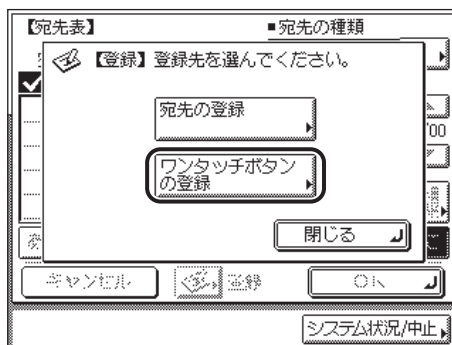 【宛先表】
■宛先の種類
【登録】登録先を選んでください。
宛先の登録
'00
ワンタッチボタン
の登録
閉じる
キャンセル
登録
OK
システム状況/中止